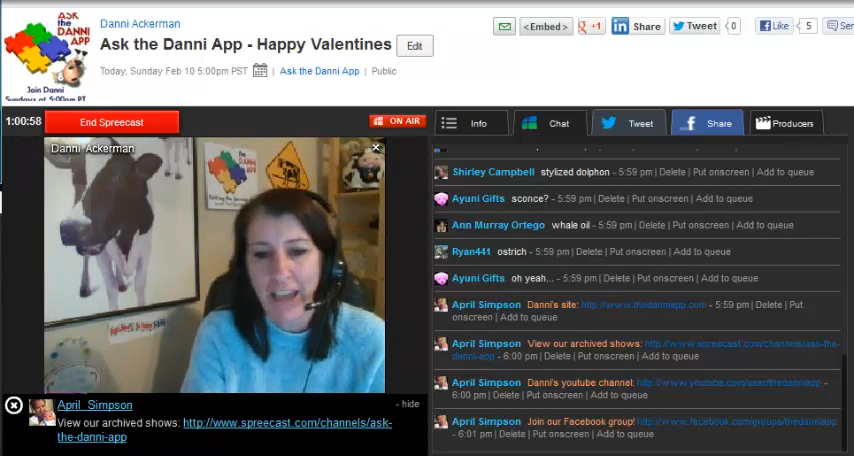 ASK
the
DANNI
APP
Join Danni
Sundays at 5:00pm PT
Danni Ackerman
Ask the Danni App - Happy Valentines
Edit
Today, Sunday Feb 10 5:00pm PST | Ask the Danni App | Public
<Embed>
+1
Share
Tweet
0
Like
5
1:00:58
End Spreecast
ON AIR
Info
Chat
Tweet
Share
Producers
Danni Ackerman
Shirley Campbell stylized dolphon - 5:59 pm | Delete | Put onscreen | Add to queue
Ayuni Gifts sconce? - 5:59 pm | Delete | Put onscreen | Add to queue
Ann Murray Ortego whale oil - 5:59 pm | Delete | Put onscreen | Add to queue
Ryan441 ostrich - 5:59 pm | Delete | Put onscreen | Add to queue
Ayuni Gifts oh yeah... - 5:59 pm | Delete | Put onscreen | Add to queue
April Simpson Danni's site: http://www.thedanniapp.com - 5:59 pm | Delete | Put
onscreen | Add to queue
April Simpson View our archived shows: http://www.spreecast.com/channels/ask-the-
danni-app - 6:00 pm | Delete | Put onscreen | Add to queue
April Simpson Danni's youtube channel: http://www.youtube.com/user/thedanniapp -
6:00 pm | Delete | Put onscreen | Add to queue
April Simpson Join our Facebook group! http://www.facebook.com/groups/thedanniapp
- 6:01 pm | Delete | Put onscreen | Add to queue
April Simpson
- hide
View our archived shows: http://www.spreecast.com/channels/ask-
the-danni-app